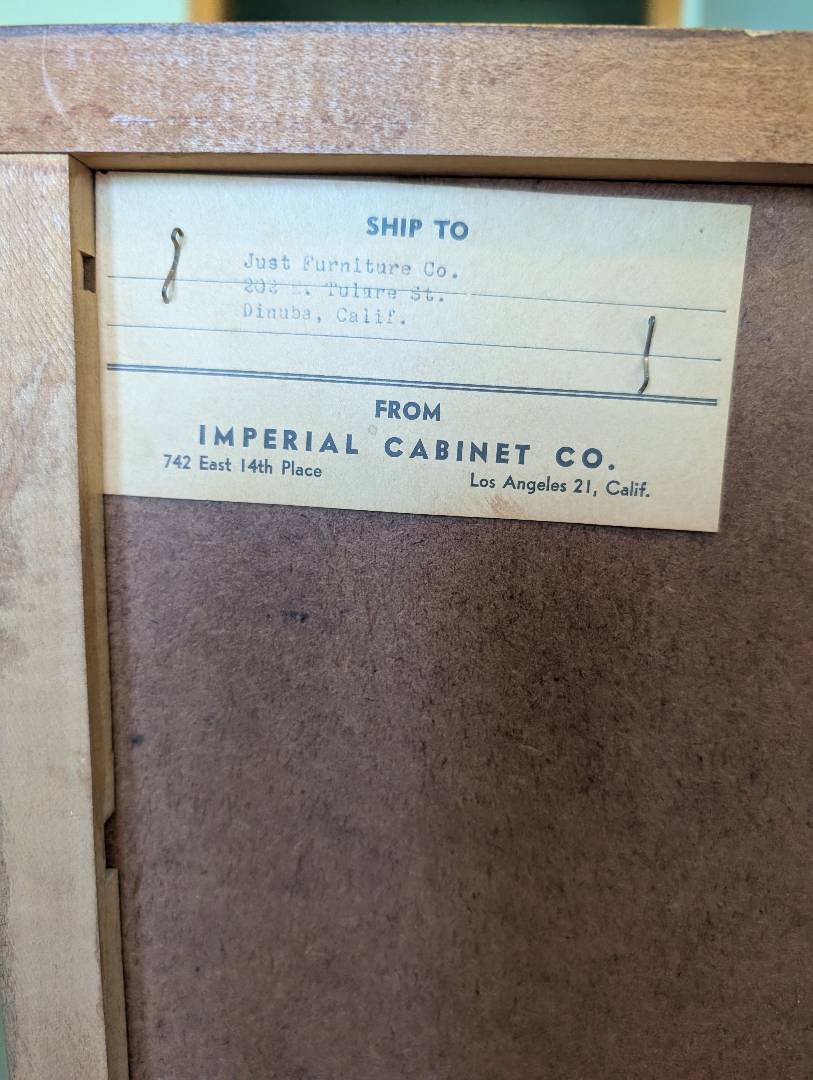 SHIP TO
Just Furniture Co.
202 . Tulare St.
Dinuba, Calif.
FROM
IMPERIAL CABINET CO.
742 East 14th Place
Los Angeles 21, Calif.